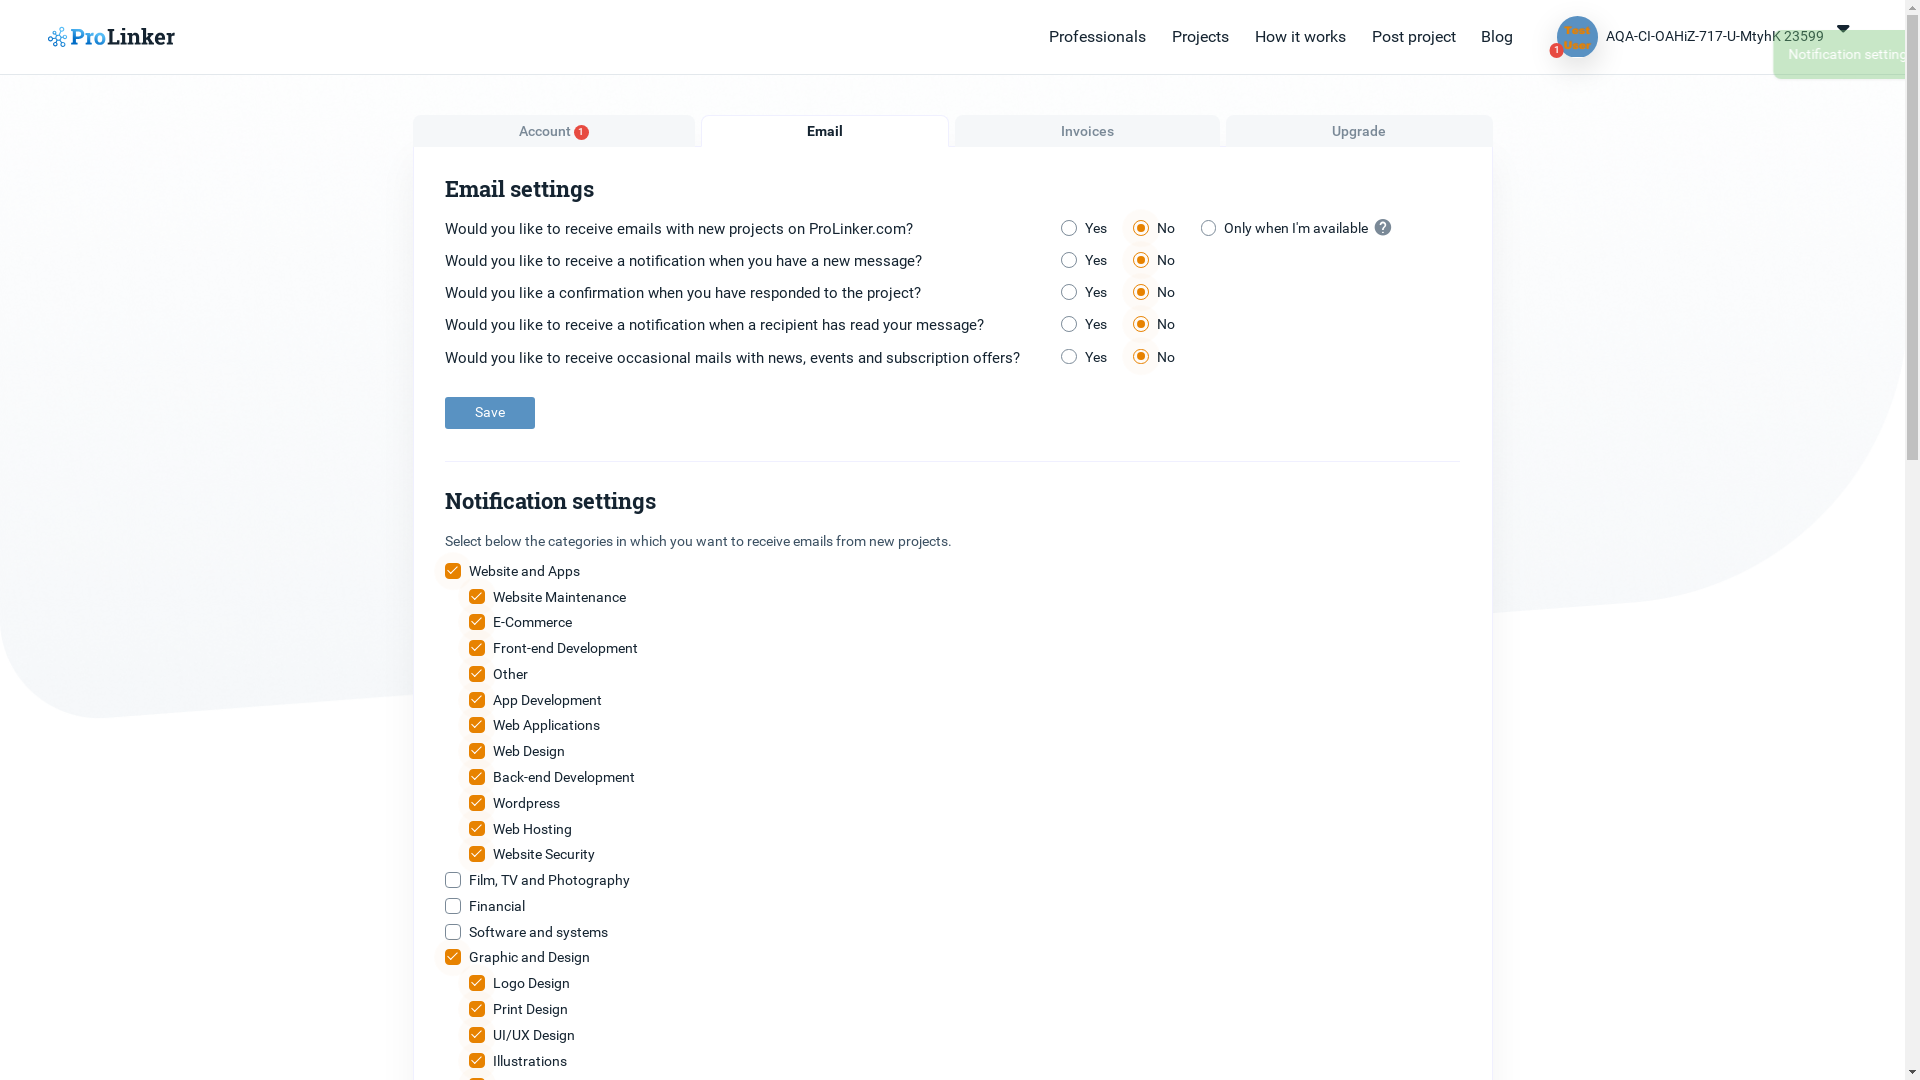 ProLinker
Professionals
Projects
How it works
Post project
Blog
Test
User
1
AQA-CI-OAHiZ-717-U-MtyhK 23599
Notification setting
Account 1
Email
Invoices
Upgrade
Email settings
Would you like to receive emails with new projects on ProLinker.com? Yes No Only when I'm available ?
Would you like to receive a notification when you have a new message? Yes No
Would you like a confirmation when you have responded to the project? Yes No
Would you like to receive a notification when a recipient has read your message? Yes No
Would you like to receive occasional mails with news, events and subscription offers? Yes No
Save
Notification settings
Select below the categories in which you want to receive emails from new projects.
Website and Apps
Website Maintenance
E-Commerce
Front-end Development
Other
App Development
Web Applications
Web Design
Back-end Development
Wordpress
Web Hosting
Website Security
Film, TV and Photography
Financial
Software and systems
Graphic and Design
Logo Design
Print Design
UI/UX Design
Illustrations